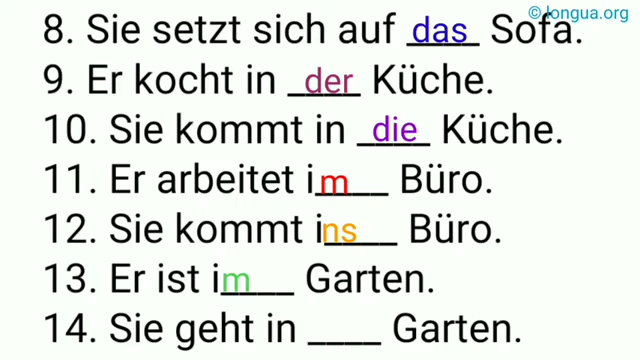 © longua.org
8. Sie setzt sich auf das Sofa.
9. Er kocht in der Küche.
10. Sie kommt in die Küche.
11. Er arbeitet im____ Büro.
12. Sie kommt ins____ Büro.
13. Er ist im____ Garten.
14. Sie geht in ____ Garten.